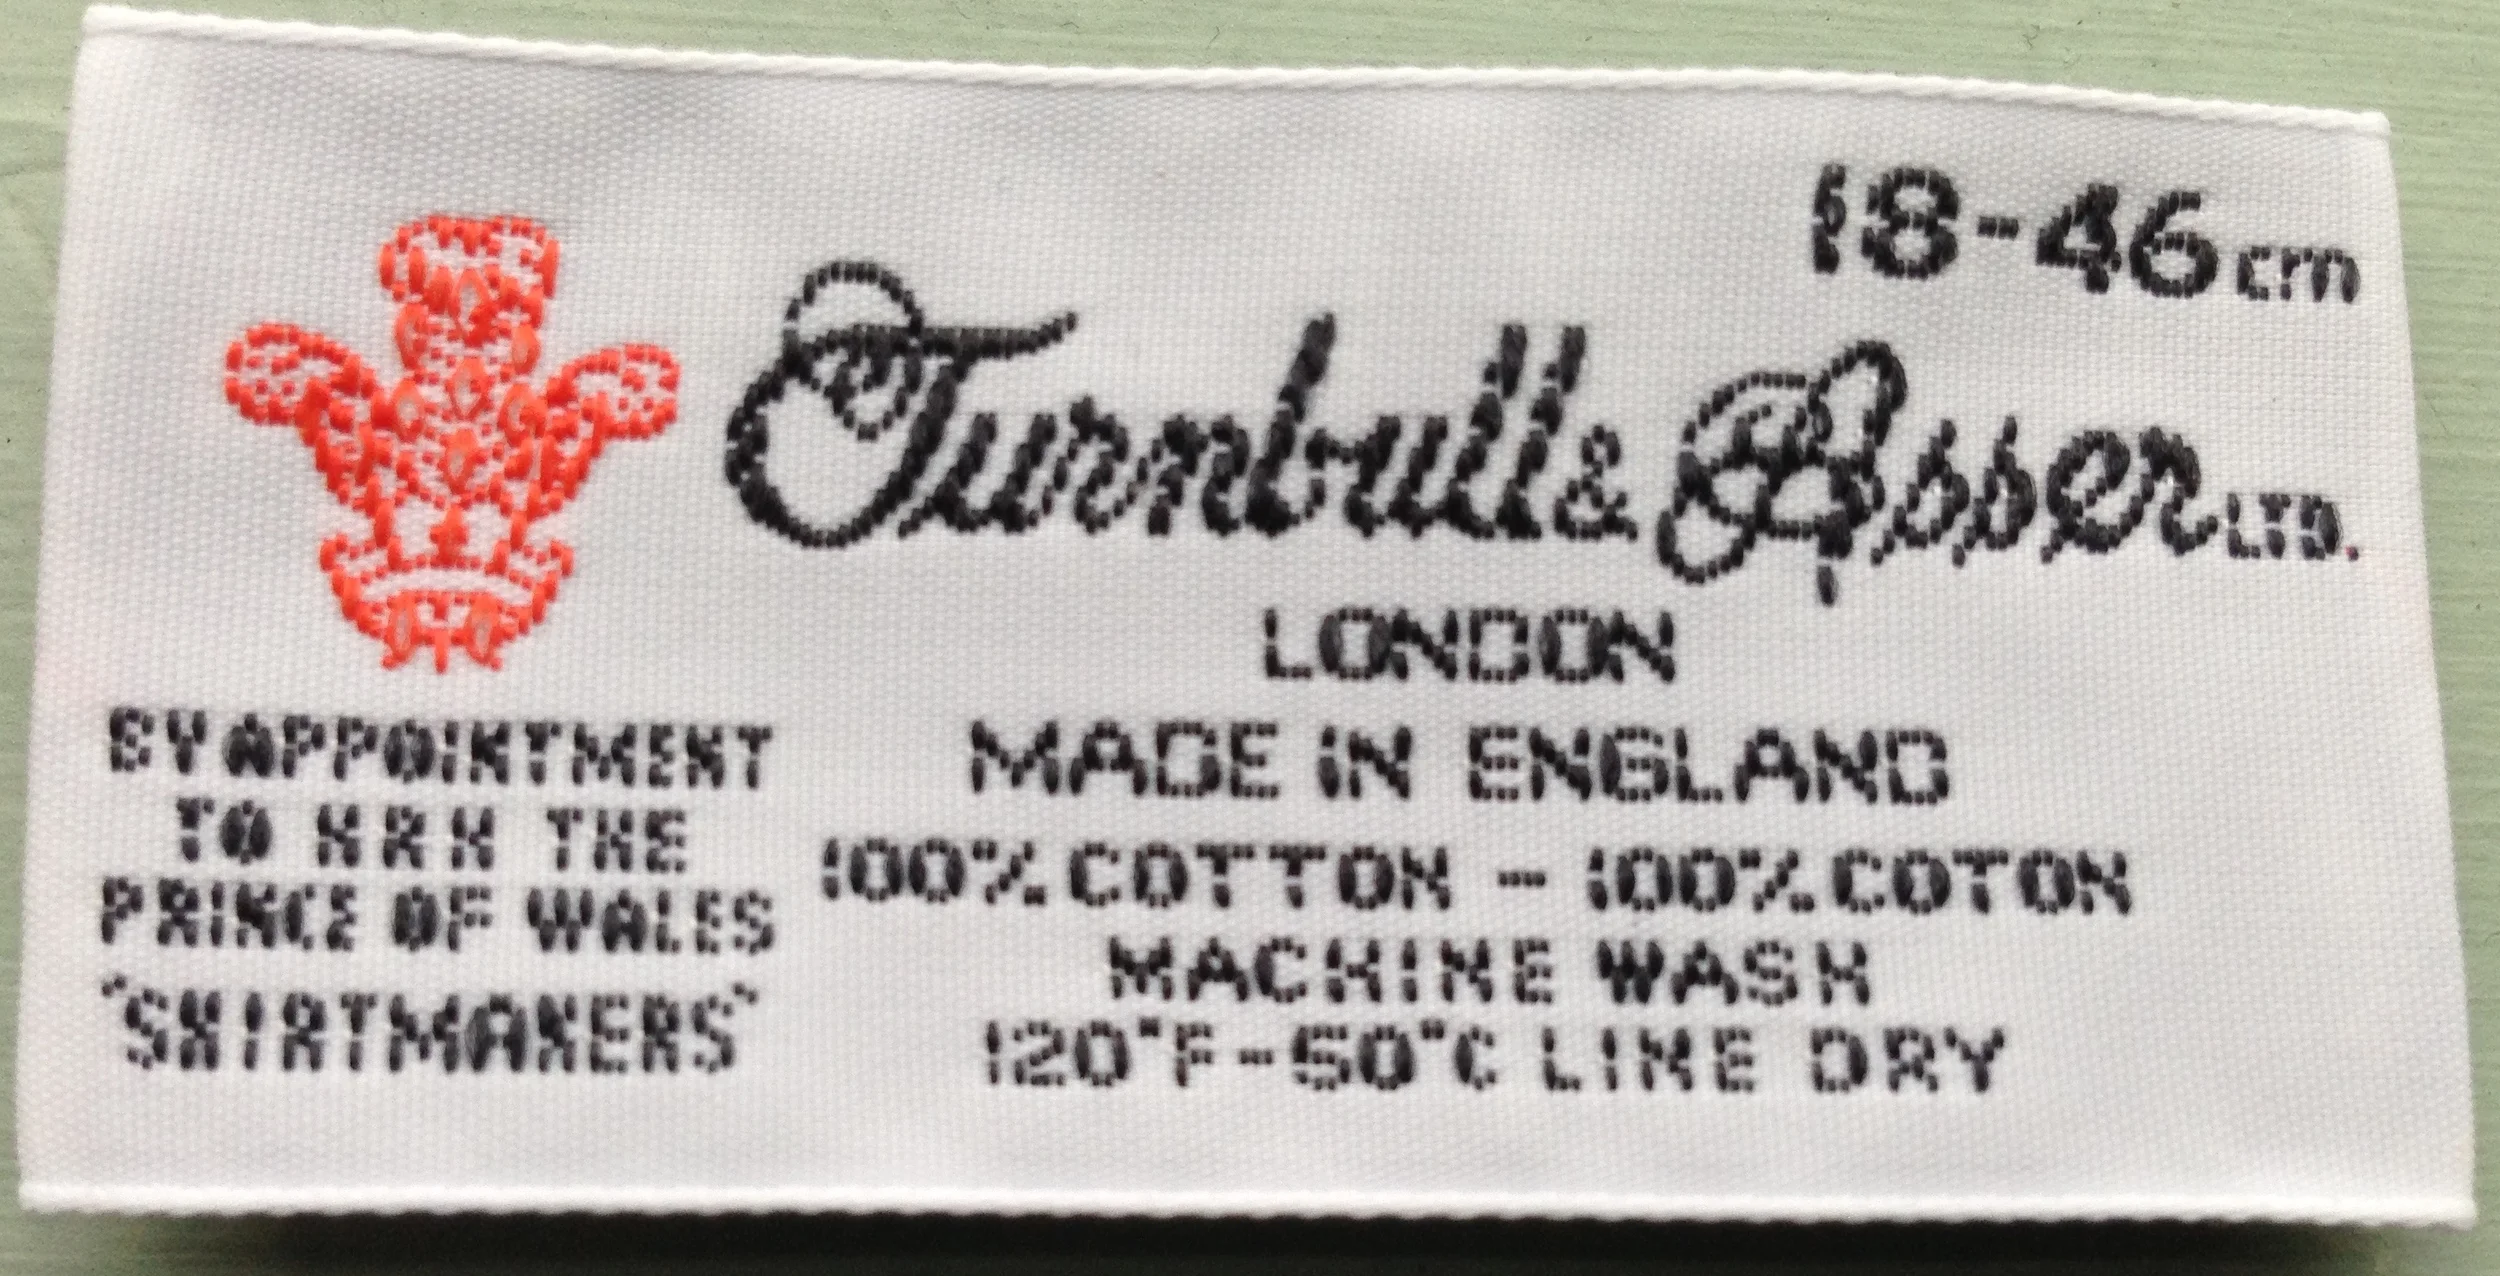 18-46cm
Turnbull & Asser LTD.
LONDON
MADE IN ENGLAND
100% COTTON - 100% COTON
MACHINE WASH
120°F-50°C LINE DRY
BY APPOINTMENT
TO HRH THE
PRINCE OF WALES
"SHIRTMAKERS"